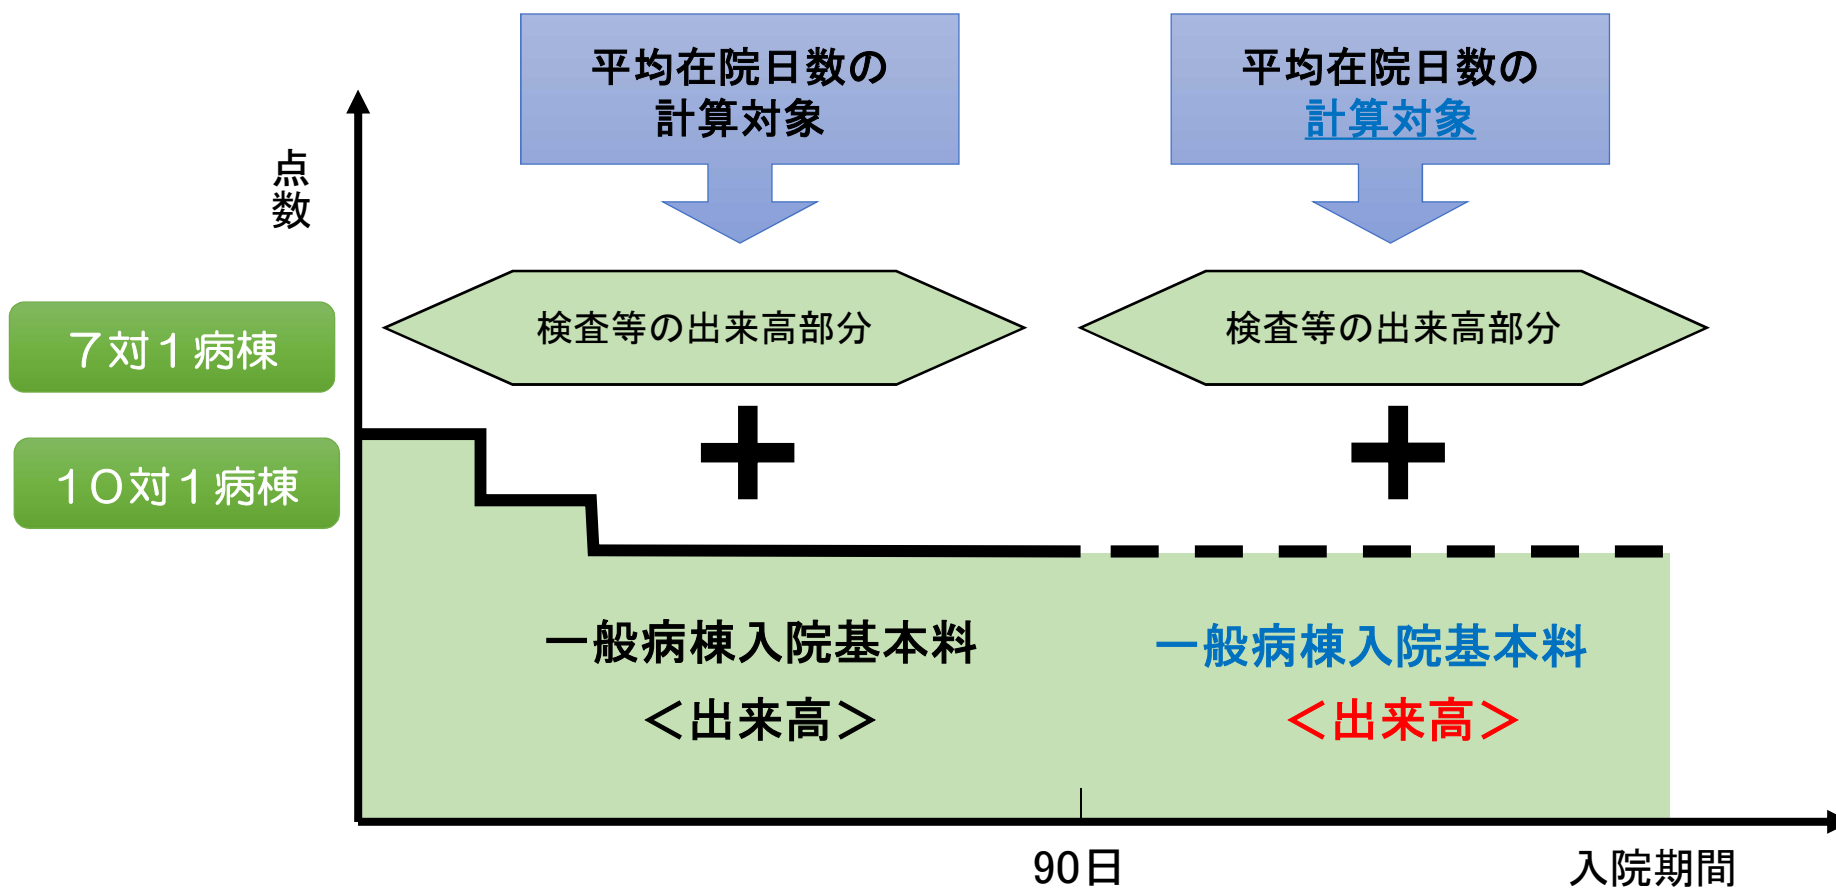 平均在院日数の
計算対象
平均在院日数の
計算対象
点数
検査等の出来高部分
検査等の出来高部分
７対１病棟
１０対１病棟
一般病棟入院基本料
＜出来高＞
一般病棟入院基本料
＜出来高＞
90日
入院期間